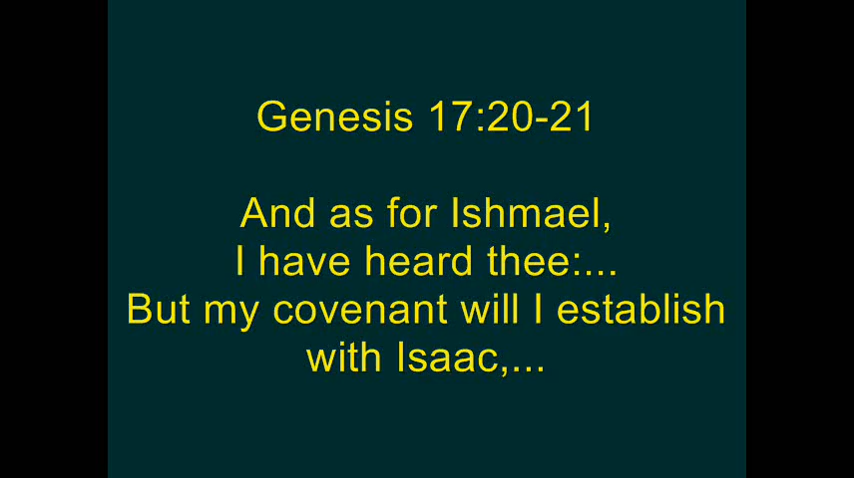 Genesis 17:20-21
And as for Ishmael,
I have heard thee:...
But my covenant will I establish
with Isaac,...